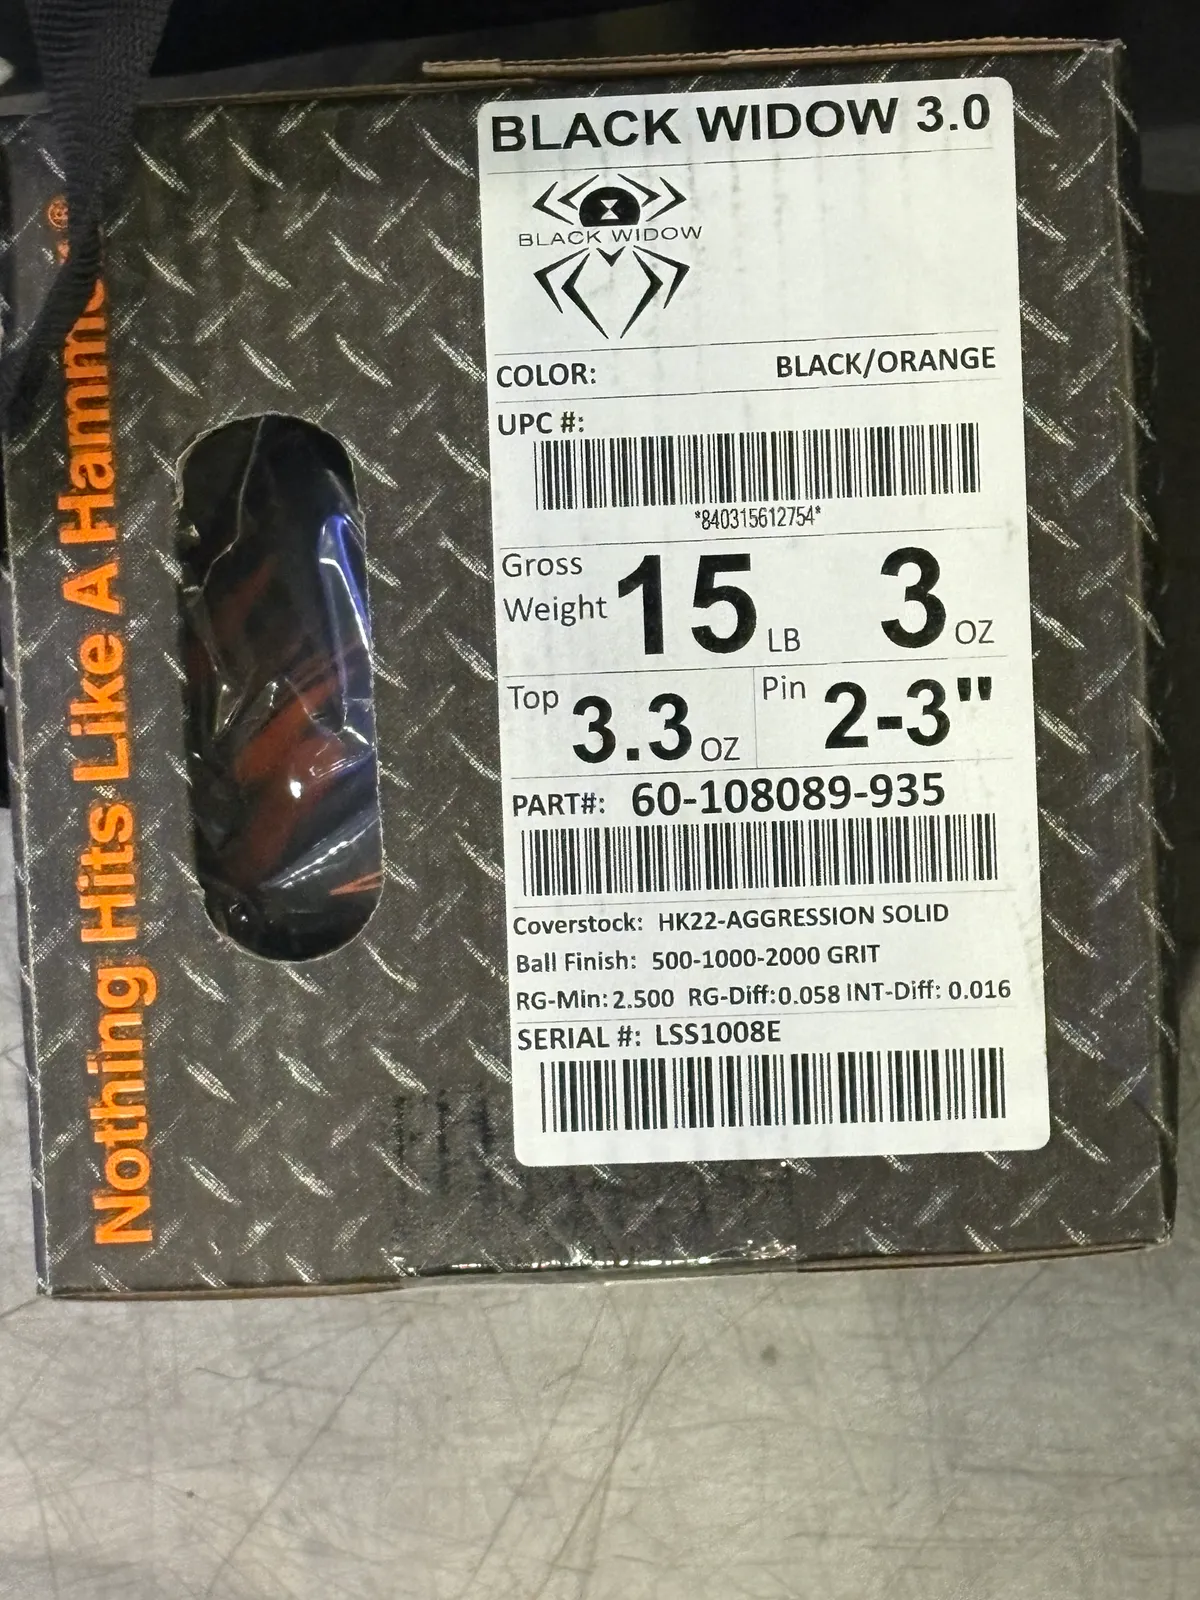 BLACK WIDOW 3.0
BLACK WIDOW
COLOR: BLACK/ORANGE
UPC #:
*840315612754*
Gross Weight 15 LB 3 OZ
Top 3.3 OZ Pin 2-3"
PART#: 60-108089-935
Coverstock: HK22-AGGRESSION SOLID
Ball Finish: 500-1000-2000 GRIT
RG-Min: 2.500 RG-Diff:0.058 INT-Diff: 0.016
SERIAL #: LSS1008E
Nothing Hits Like A Hammer®